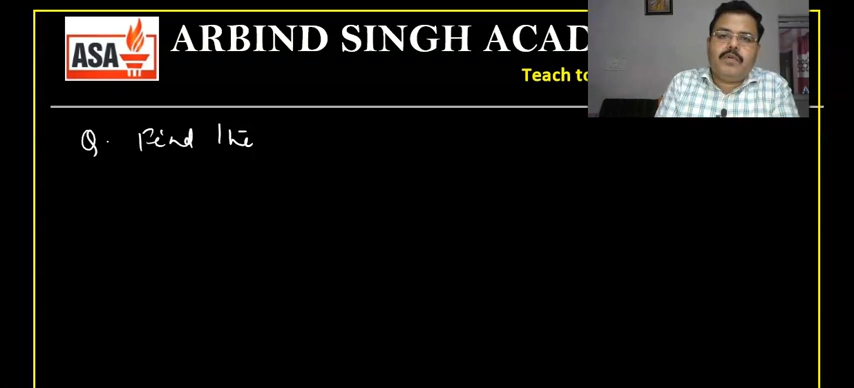 ASA ARBIND SINGH ACAD
Teach to
Q. Find the